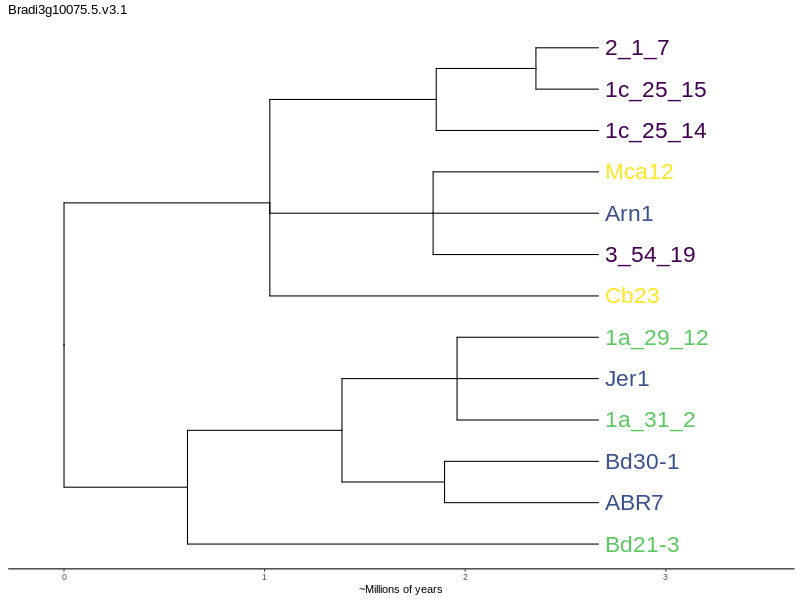 Bradi3g10075.5.v3.1
2_1_7
1c_25_15
1c_25_14
Mca12
Arn1
3_54_19
Cb23
1a_29_12
Jer1
1a_31_2
Bd30-1
ABR7
Bd21-3
0 1 2 3
~Millions of years